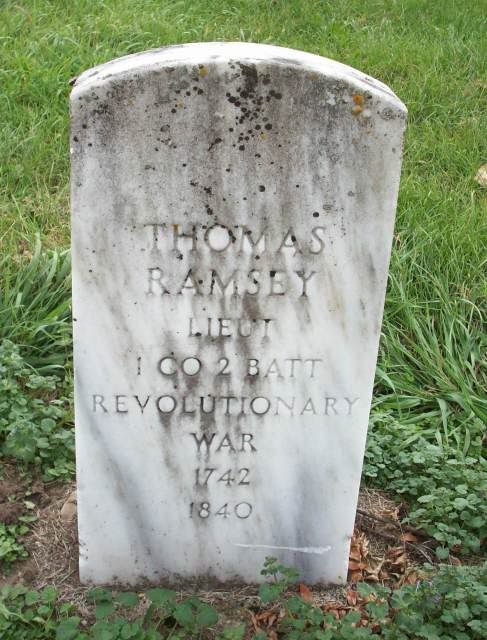 THOMAS
RAMSEY
LIEUT
1 CO 2 BATT
REVOLUTIONARY
WAR
1742
1840